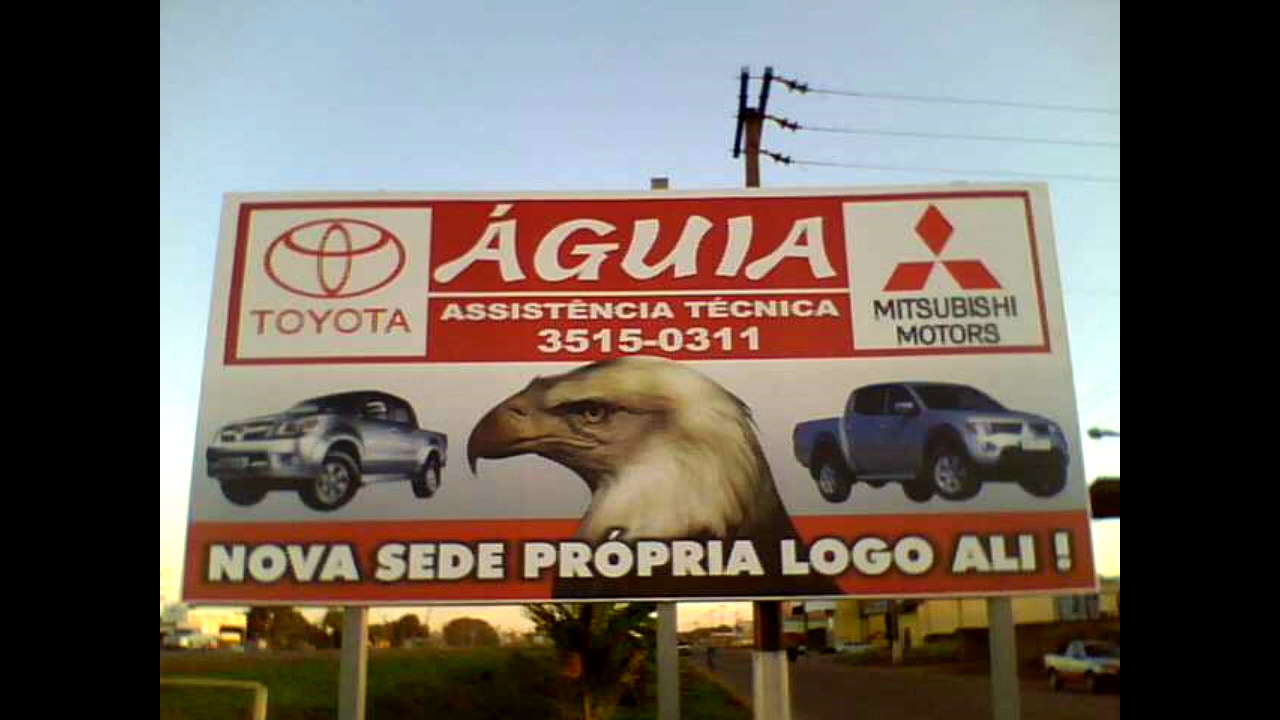 TOYOTA
ÁGUIA
ASSISTÊNCIA TÉCNICA
3515-0311
MITSUBISHI
MOTORS
NOVA SEDE PRÓPRIA LOGO ALI !